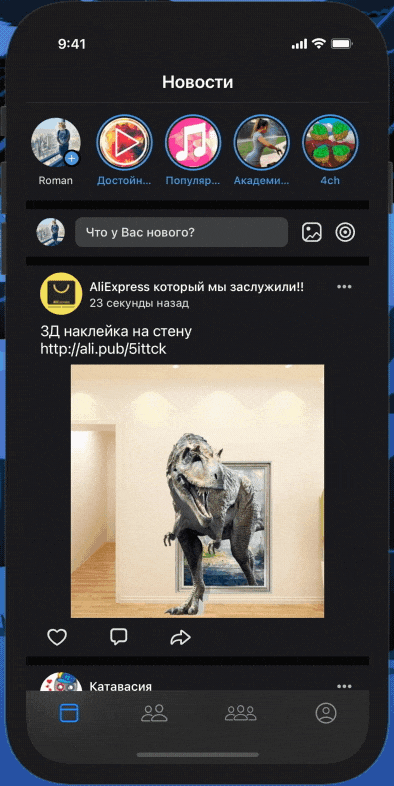 9:41
Новости
Roman
Достойн...
Популяр...
Академи...
4ch
Что у Вас нового?
AliExpress который мы заслужили!!
23 секунды назад
3Д наклейка на стену
http://ali.pub/5ittck
Катавасия